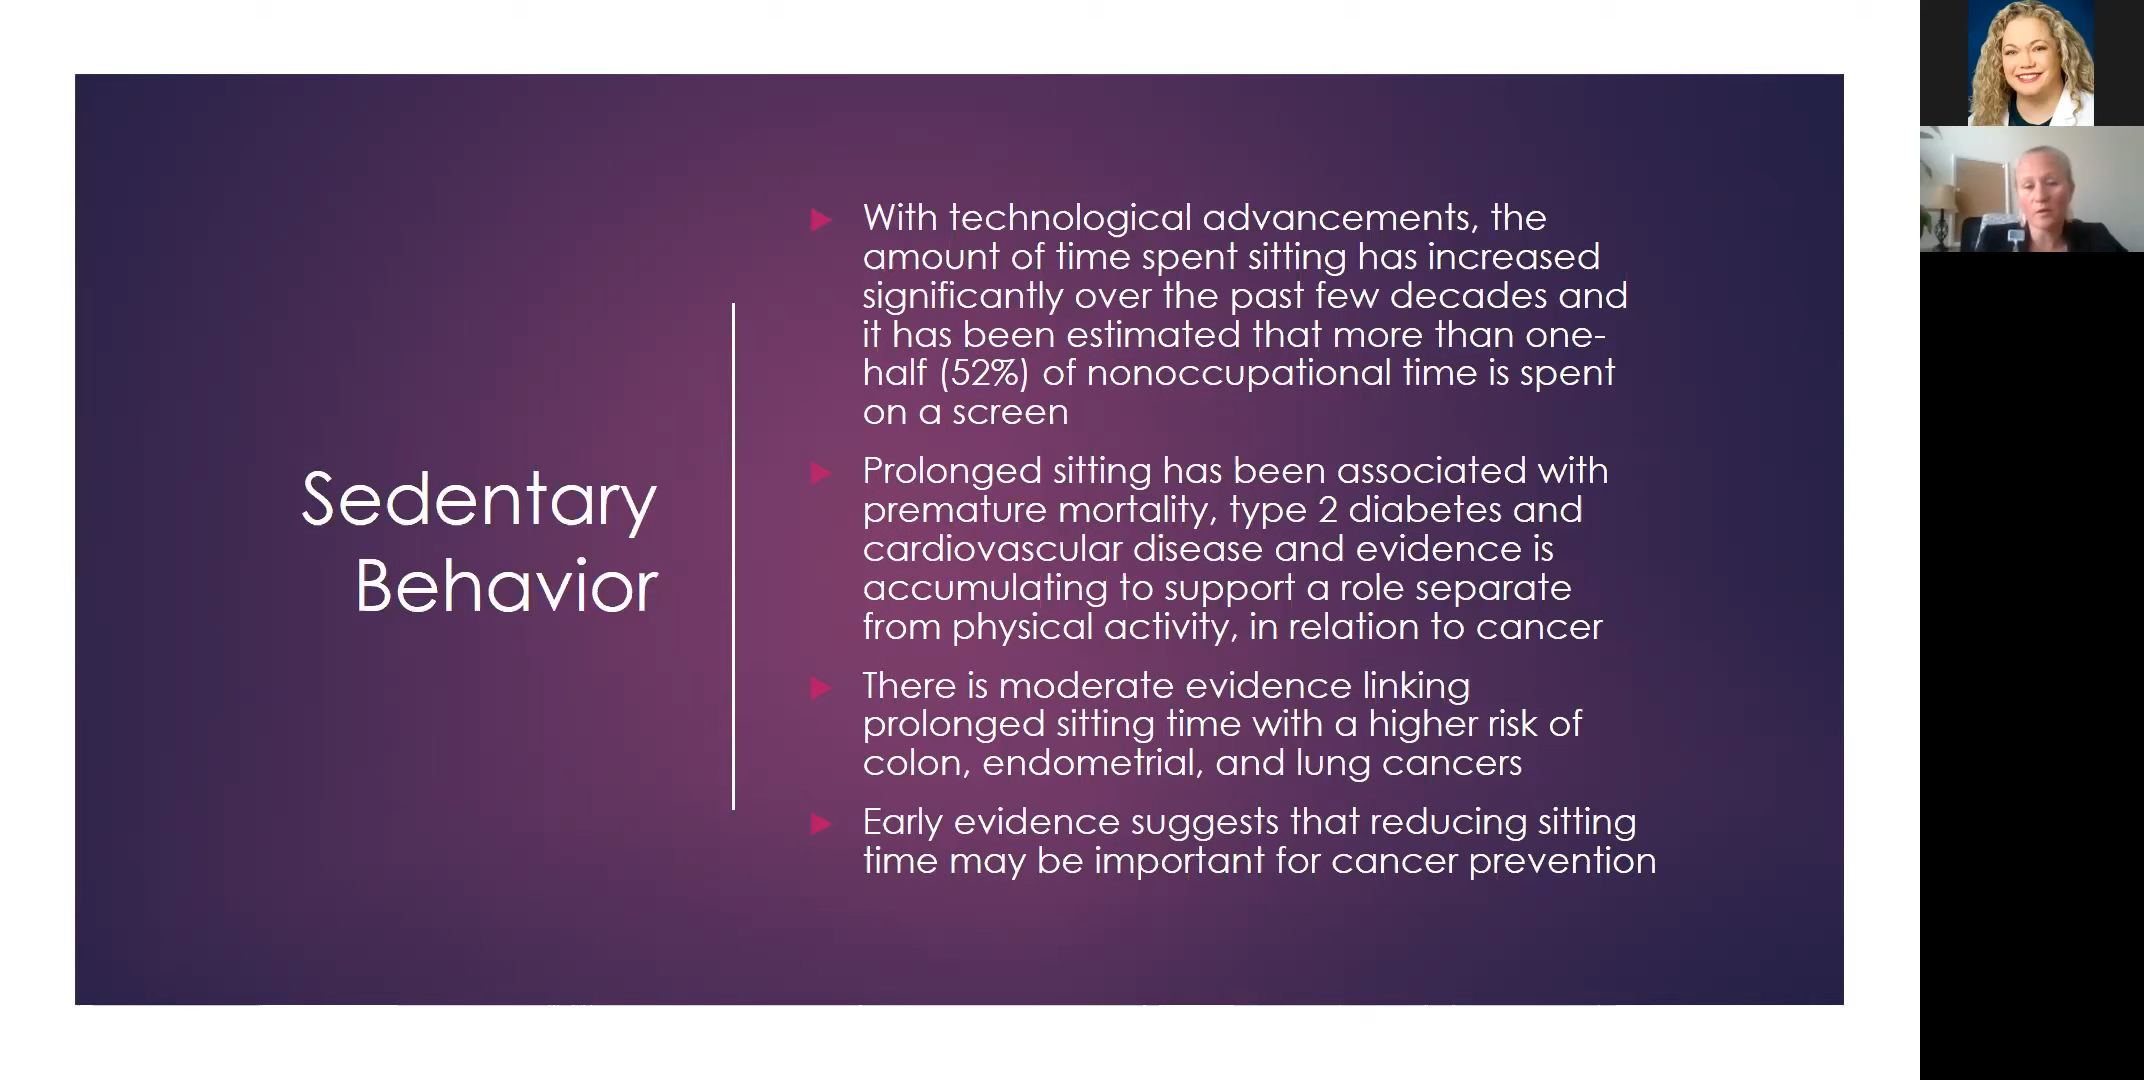 Sedentary
Behavior
With technological advancements, the
amount of time spent sitting has increased
significantly over the past few decades and
it has been estimated that more than one-
half (52%) of nonoccupational time is spent
on a screen
Prolonged sitting has been associated with
premature mortality, type 2 diabetes and
cardiovascular disease and evidence is
accumulating to support a role separate
from physical activity, in relation to cancer
There is moderate evidence linking
prolonged sitting time with a higher risk of
colon, endometrial, and lung cancers
Early evidence suggests that reducing sitting
time may be important for cancer prevention